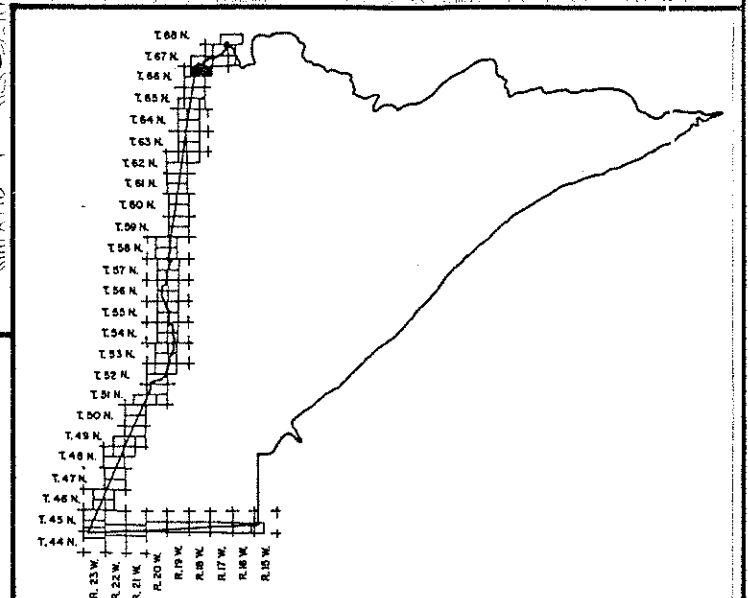 T. 68 N.
T. 67 N.
T. 66 N.
T. 65 N.
T. 64 N.
T. 63 N.
T. 62 N.
T. 61 N.
T. 60 N.
T. 59 N.
T. 58 N.
T. 57 N.
T. 56 N.
T. 55 N.
T. 54 N.
T. 53 N.
T. 52 N.
T. 51 N.
T. 50 N.
T. 49 N.
T. 48 N.
T. 47 N.
T. 46 N.
T. 45 N.
T. 44 N.
R. 23 W.
R. 22 W.
R. 21 W.
R. 20 W.
R. 19 W.
R. 18 W.
R. 17 W.
R. 16 W.
R. 15 W.